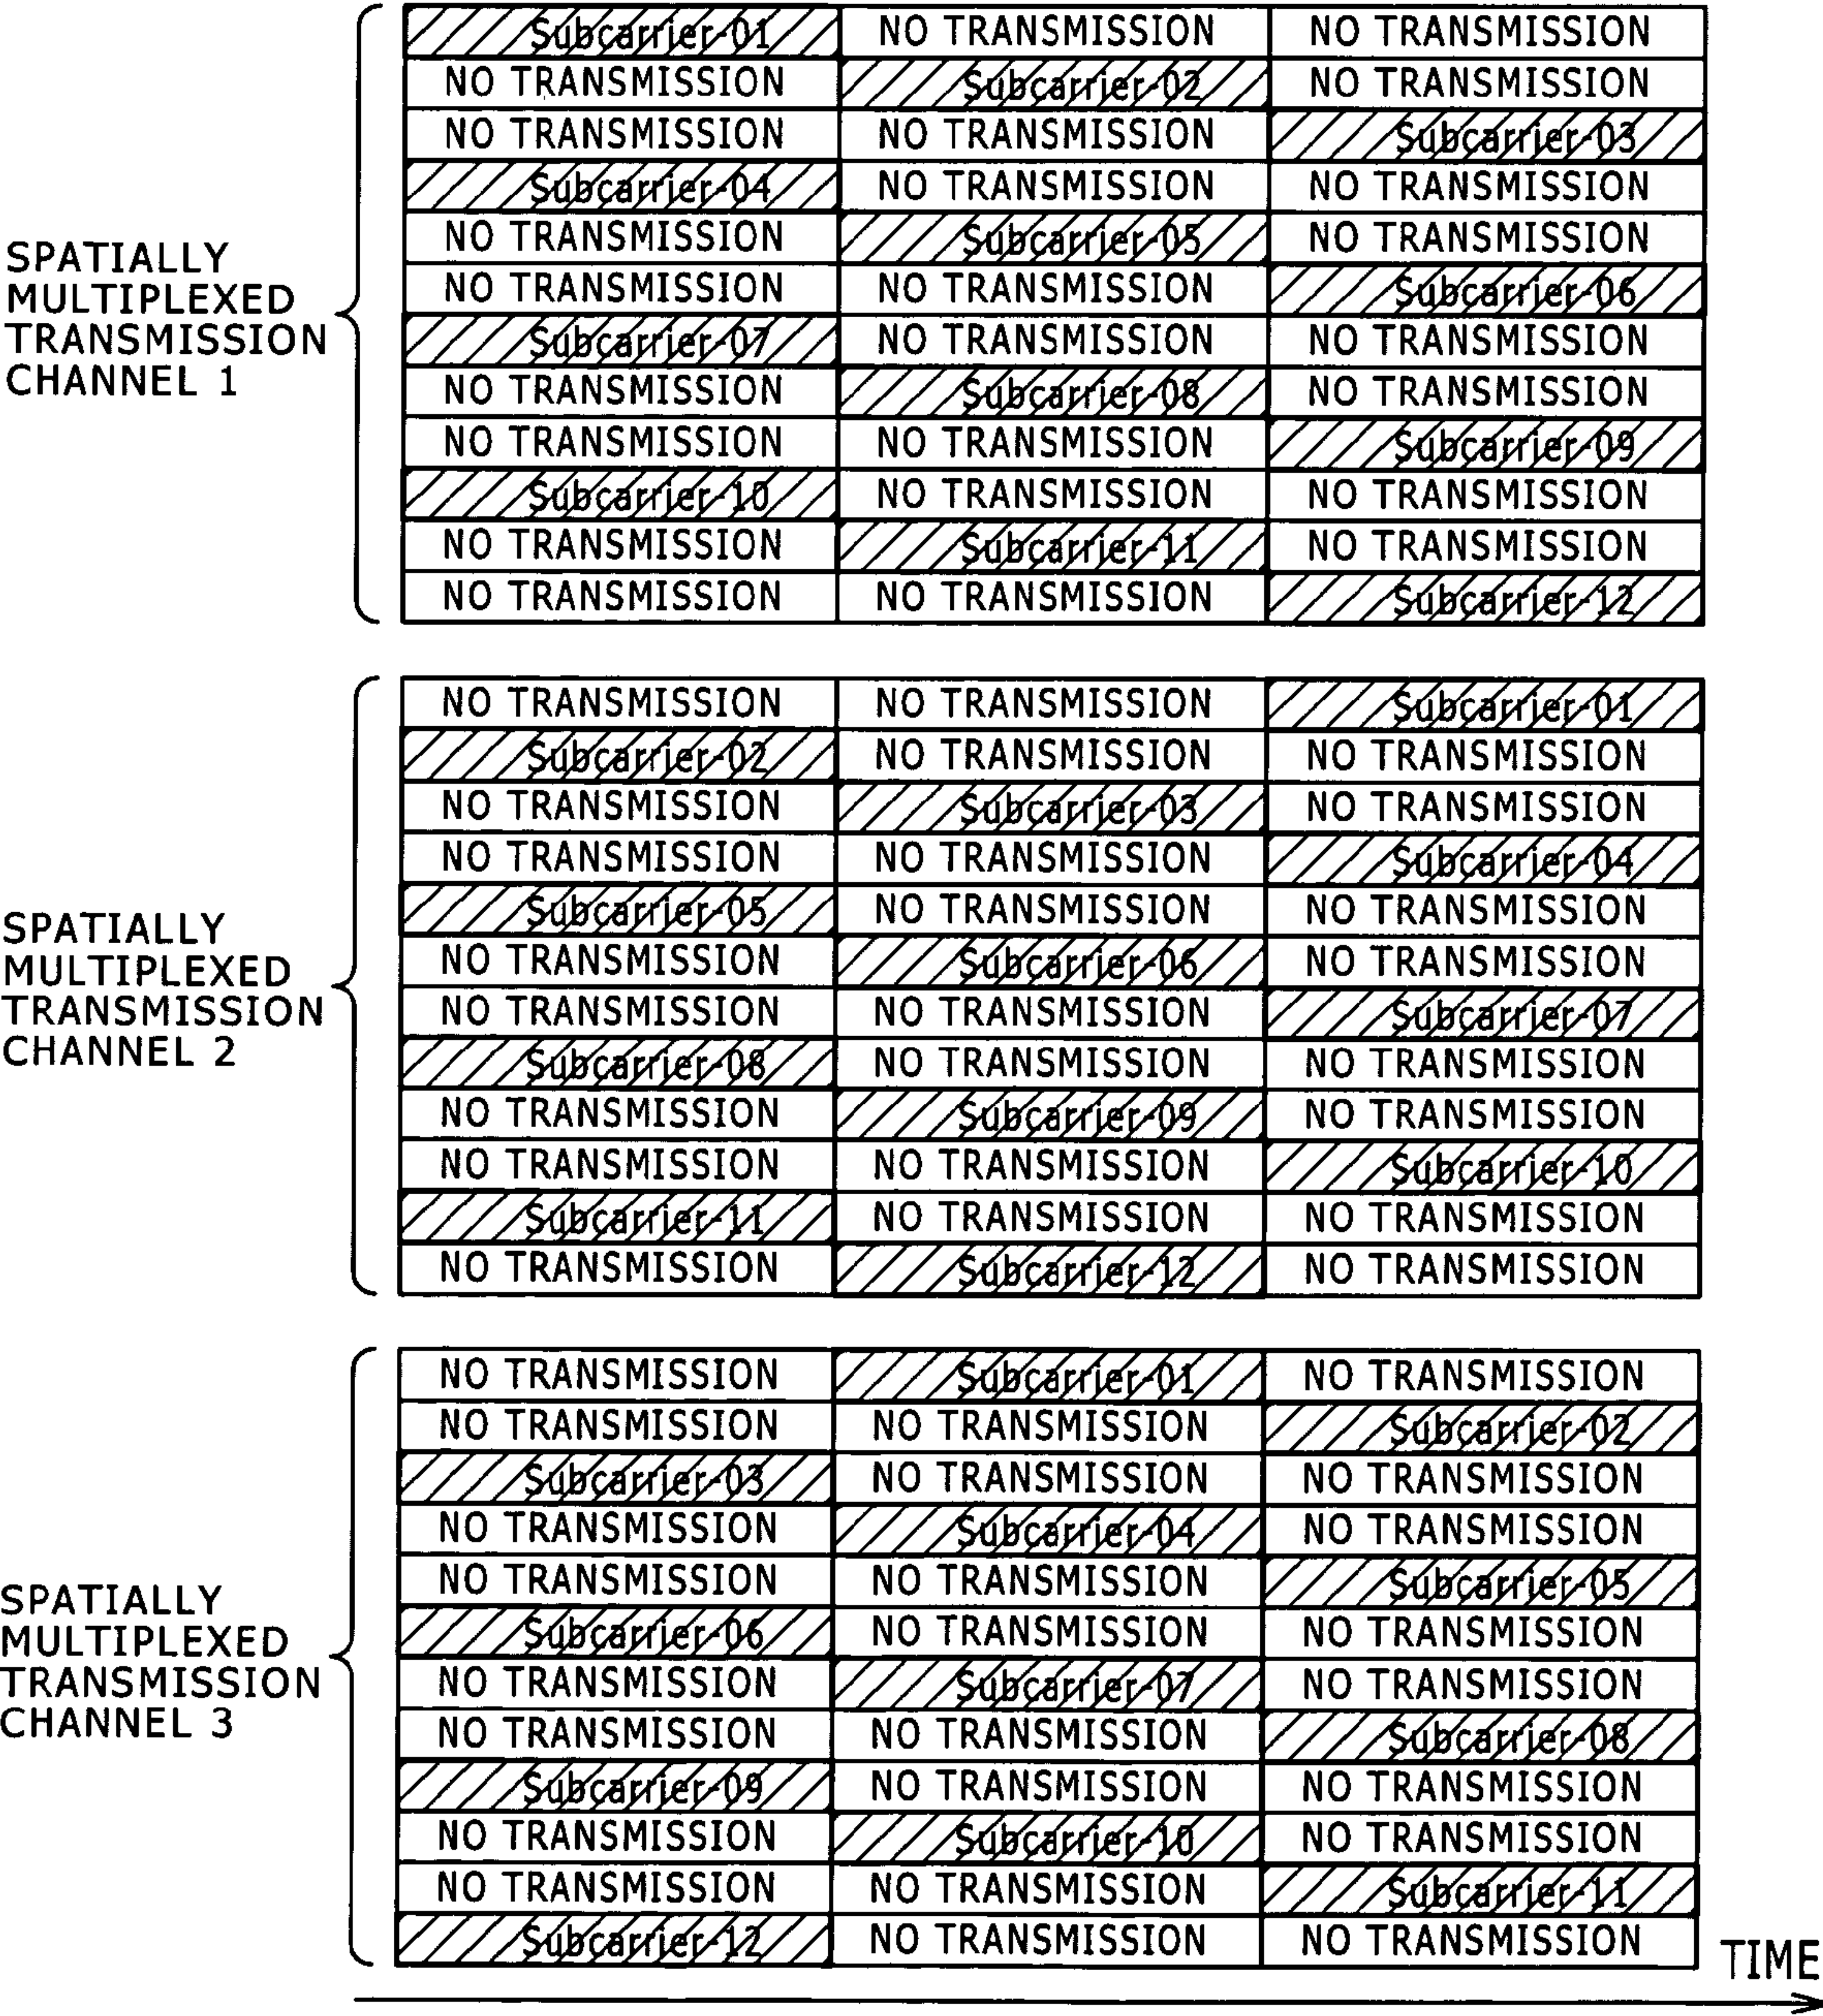 Subcarrier-01 NO TRANSMISSION NO TRANSMISSION
NO TRANSMISSION Subcarrier-02 NO TRANSMISSION
NO TRANSMISSION NO TRANSMISSION Subcarrier-03
Subcarrier-04 NO TRANSMISSION NO TRANSMISSION
NO TRANSMISSION Subcarrier-05 NO TRANSMISSION
NO TRANSMISSION NO TRANSMISSION Subcarrier-06
Subcarrier-07 NO TRANSMISSION NO TRANSMISSION
NO TRANSMISSION Subcarrier-08 NO TRANSMISSION
NO TRANSMISSION NO TRANSMISSION Subcarrier-09
Subcarrier-10 NO TRANSMISSION NO TRANSMISSION
NO TRANSMISSION Subcarrier-11 NO TRANSMISSION
NO TRANSMISSION NO TRANSMISSION Subcarrier-12
SPATIALLY
MULTIPLEXED
TRANSMISSION
CHANNEL 1
NO TRANSMISSION NO TRANSMISSION Subcarrier-01
Subcarrier-02 NO TRANSMISSION NO TRANSMISSION
NO TRANSMISSION Subcarrier-03 NO TRANSMISSION
NO TRANSMISSION NO TRANSMISSION Subcarrier-04
Subcarrier-05 NO TRANSMISSION NO TRANSMISSION
NO TRANSMISSION Subcarrier-06 NO TRANSMISSION
NO TRANSMISSION NO TRANSMISSION Subcarrier-07
Subcarrier-08 NO TRANSMISSION NO TRANSMISSION
NO TRANSMISSION Subcarrier-09 NO TRANSMISSION
NO TRANSMISSION NO TRANSMISSION Subcarrier-10
Subcarrier-11 NO TRANSMISSION NO TRANSMISSION
NO TRANSMISSION Subcarrier-12 NO TRANSMISSION
SPATIALLY
MULTIPLEXED
TRANSMISSION
CHANNEL 2
NO TRANSMISSION Subcarrier-01 NO TRANSMISSION
NO TRANSMISSION NO TRANSMISSION Subcarrier-02
Subcarrier-03 NO TRANSMISSION NO TRANSMISSION
NO TRANSMISSION Subcarrier-04 NO TRANSMISSION
NO TRANSMISSION NO TRANSMISSION Subcarrier-05
Subcarrier-06 NO TRANSMISSION NO TRANSMISSION
NO TRANSMISSION Subcarrier-07 NO TRANSMISSION
NO TRANSMISSION NO TRANSMISSION Subcarrier-08
Subcarrier-09 NO TRANSMISSION NO TRANSMISSION
NO TRANSMISSION Subcarrier-10 NO TRANSMISSION
NO TRANSMISSION NO TRANSMISSION Subcarrier-11
Subcarrier-12 NO TRANSMISSION NO TRANSMISSION
SPATIALLY
MULTIPLEXED
TRANSMISSION
CHANNEL 3
TIME